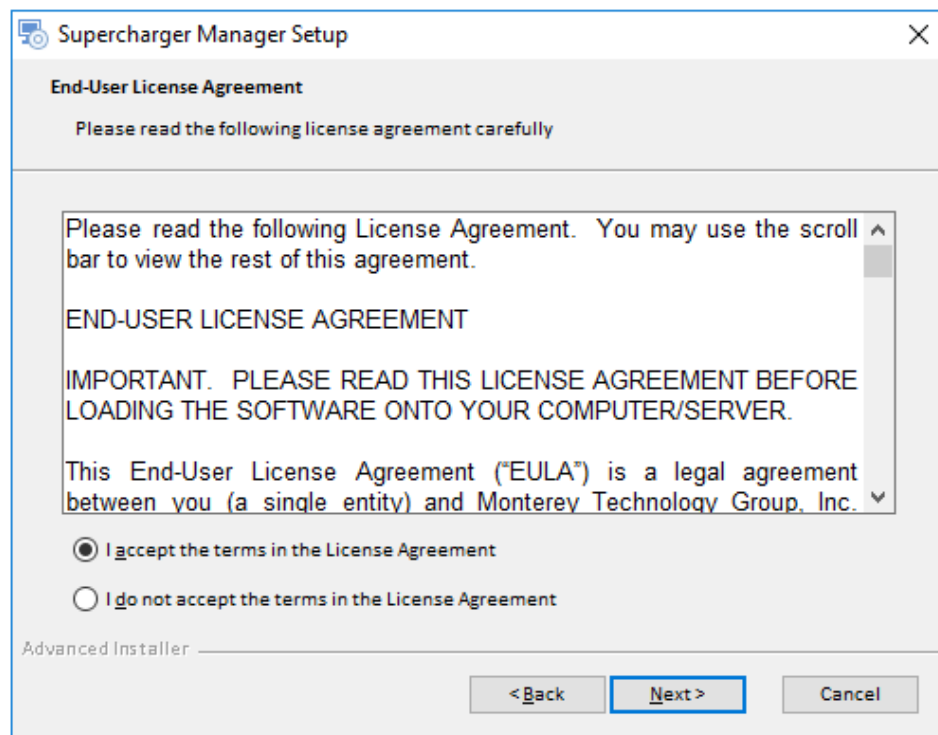 Supercharger Manager Setup
End-User License Agreement
Please read the following license agreement carefully
Please read the following License Agreement. You may use the scroll
bar to view the rest of this agreement.
END-USER LICENSE AGREEMENT
IMPORTANT. PLEASE READ THIS LICENSE AGREEMENT BEFORE
LOADING THE SOFTWARE ONTO YOUR COMPUTER/SERVER.
This End-User License Agreement (“EULA”) is a legal agreement
between you (a single entity) and Monterey Technology Group, Inc.
I accept the terms in the License Agreement
I do not accept the terms in the License Agreement
Advanced Installer
< Back Next > Cancel